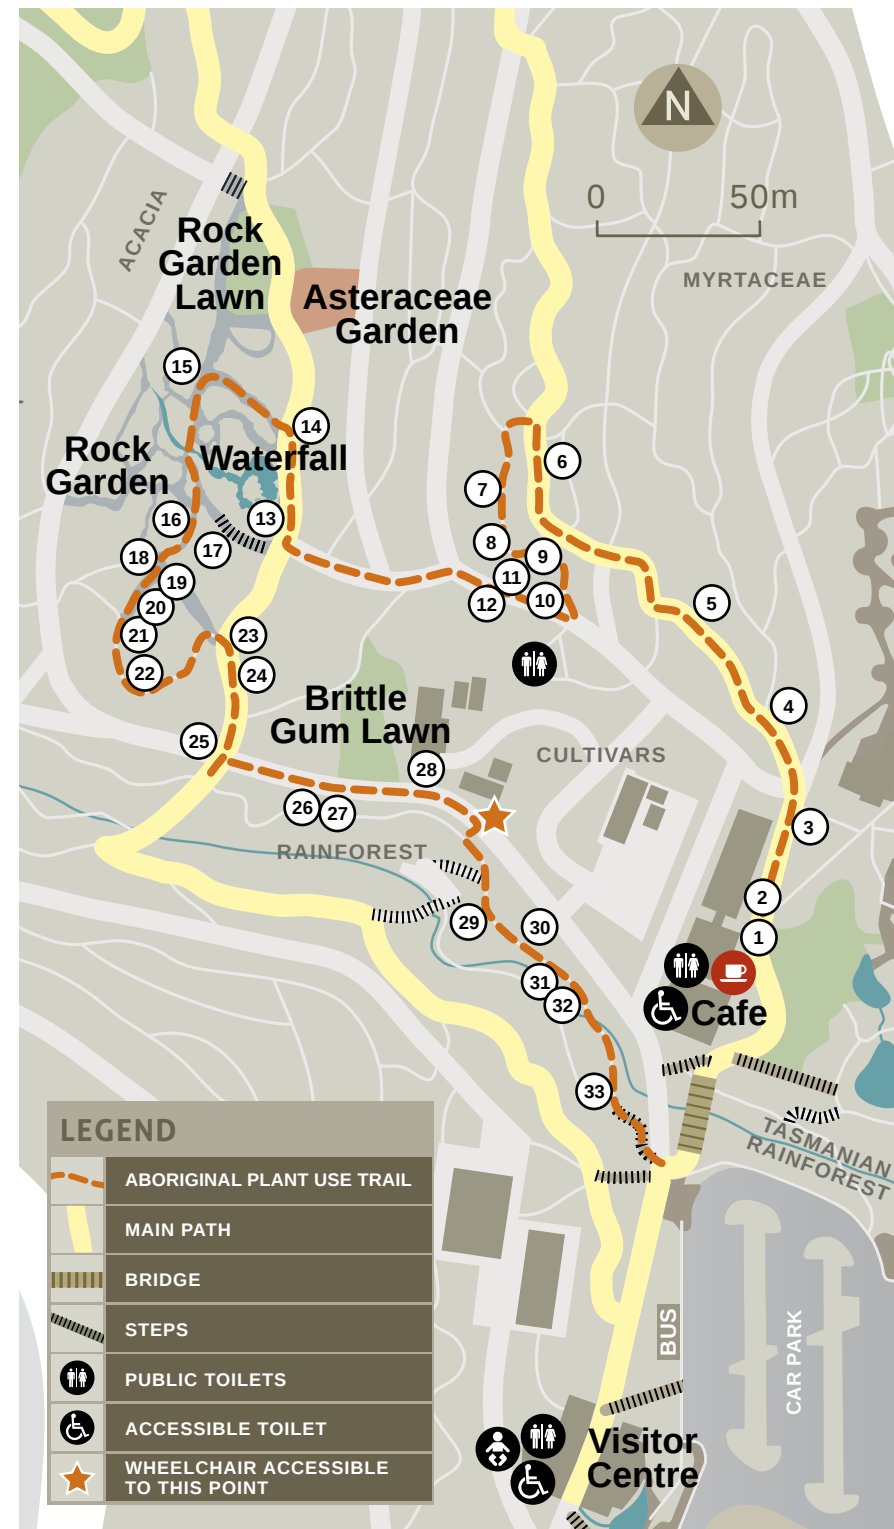 N
0 50m
ACACIA
Rock
Garden
Lawn
MYRTACEAE
Asteraceae
Garden
15
14
Rock
Garden
Waterfall
6
7
16
13
17
8
9
18
19
11
12
10
5
20
21
23
22
24
4
Brittle
Gum Lawn
25
28
CULTIVARS
26
27
3
RAINFOREST
2
29
30
1
31
32
Cafe
33
TASMANIAN
RAINFOREST
LEGEND
ABORIGINAL PLANT USE TRAIL
MAIN PATH
BRIDGE
STEPS
PUBLIC TOILETS
ACCESSIBLE TOILET
WHEELCHAIR ACCESSIBLE
TO THIS POINT
BUS
CAR PARK
Visitor
Centre